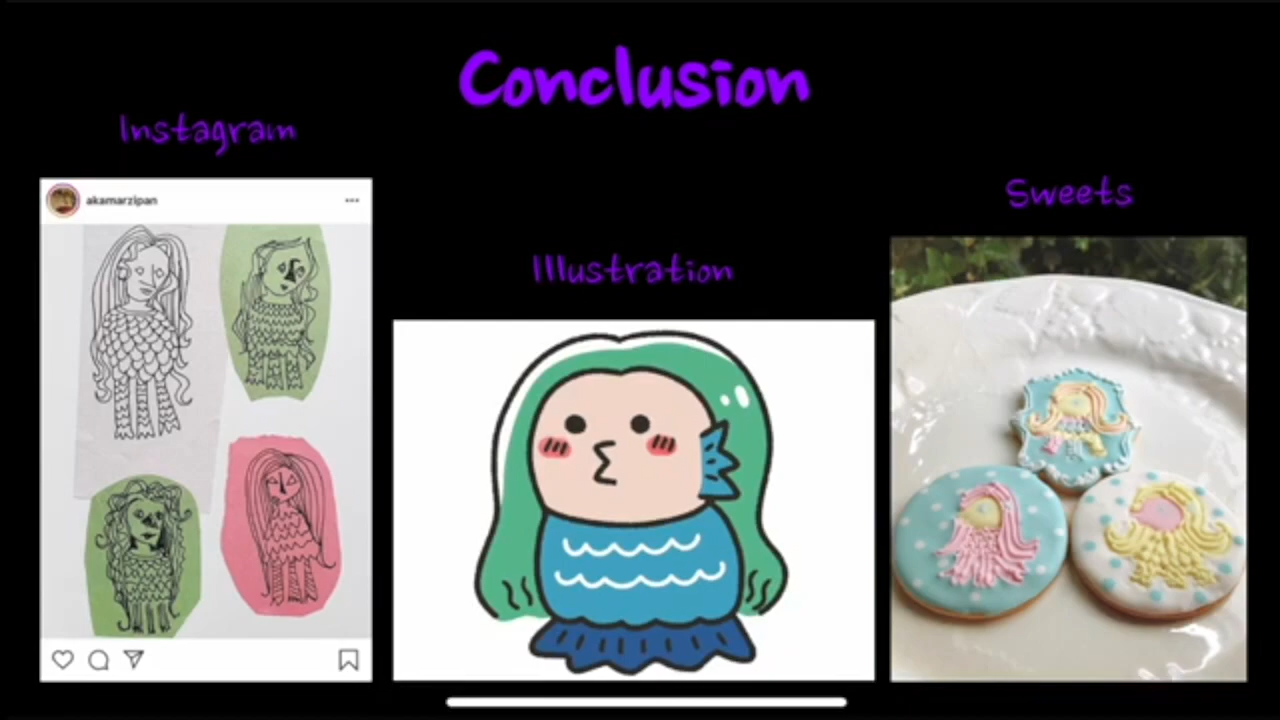 Conclusion
Instagram
akamarzipan
Illustration
Sweets